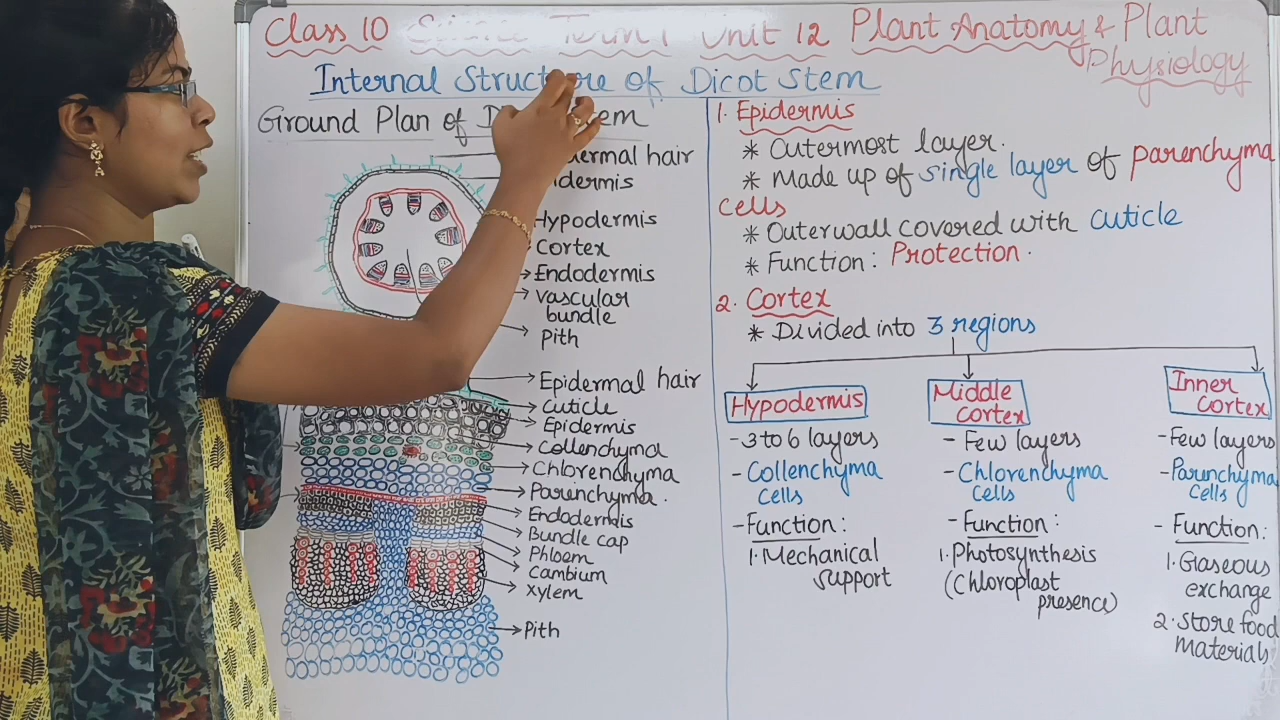 Class 10 Science Term 1 Unit 12 Plant Anatomy & Plant
Physiology
Internal Structure of Dicot Stem
Ground Plan of
Hypodermis
Cortex
Endodermis
Vascular
bundle
Pith
Epidermal hair
Cuticle
Epidermis
Collenchyma
Chlorenchyma
Parenchyma.
Endodermis
Bundle cap
Phloem
Cambium
Xylem
Pith
1. Epidermis
* Outermost layer.
* Made up of single layer of parenchyma
cells
* Outerwall covered with cuticle
* Function: Protection.
2. Cortex
* Divided into 3 regions
Hypodermis
- 3 to 6 layers
- Collenchyma
cells
- Function:
1. Mechanical
support
Middle
cortex
- Few layers
- Chlorenchyma
cells
- Function:
1. Photosynthesis
(Chloroplast
presence)
Inner
Cortex
- Few layers
- Parenchyma
cells
- Function:
1. Gaseous
exchange
2. Store food
materials